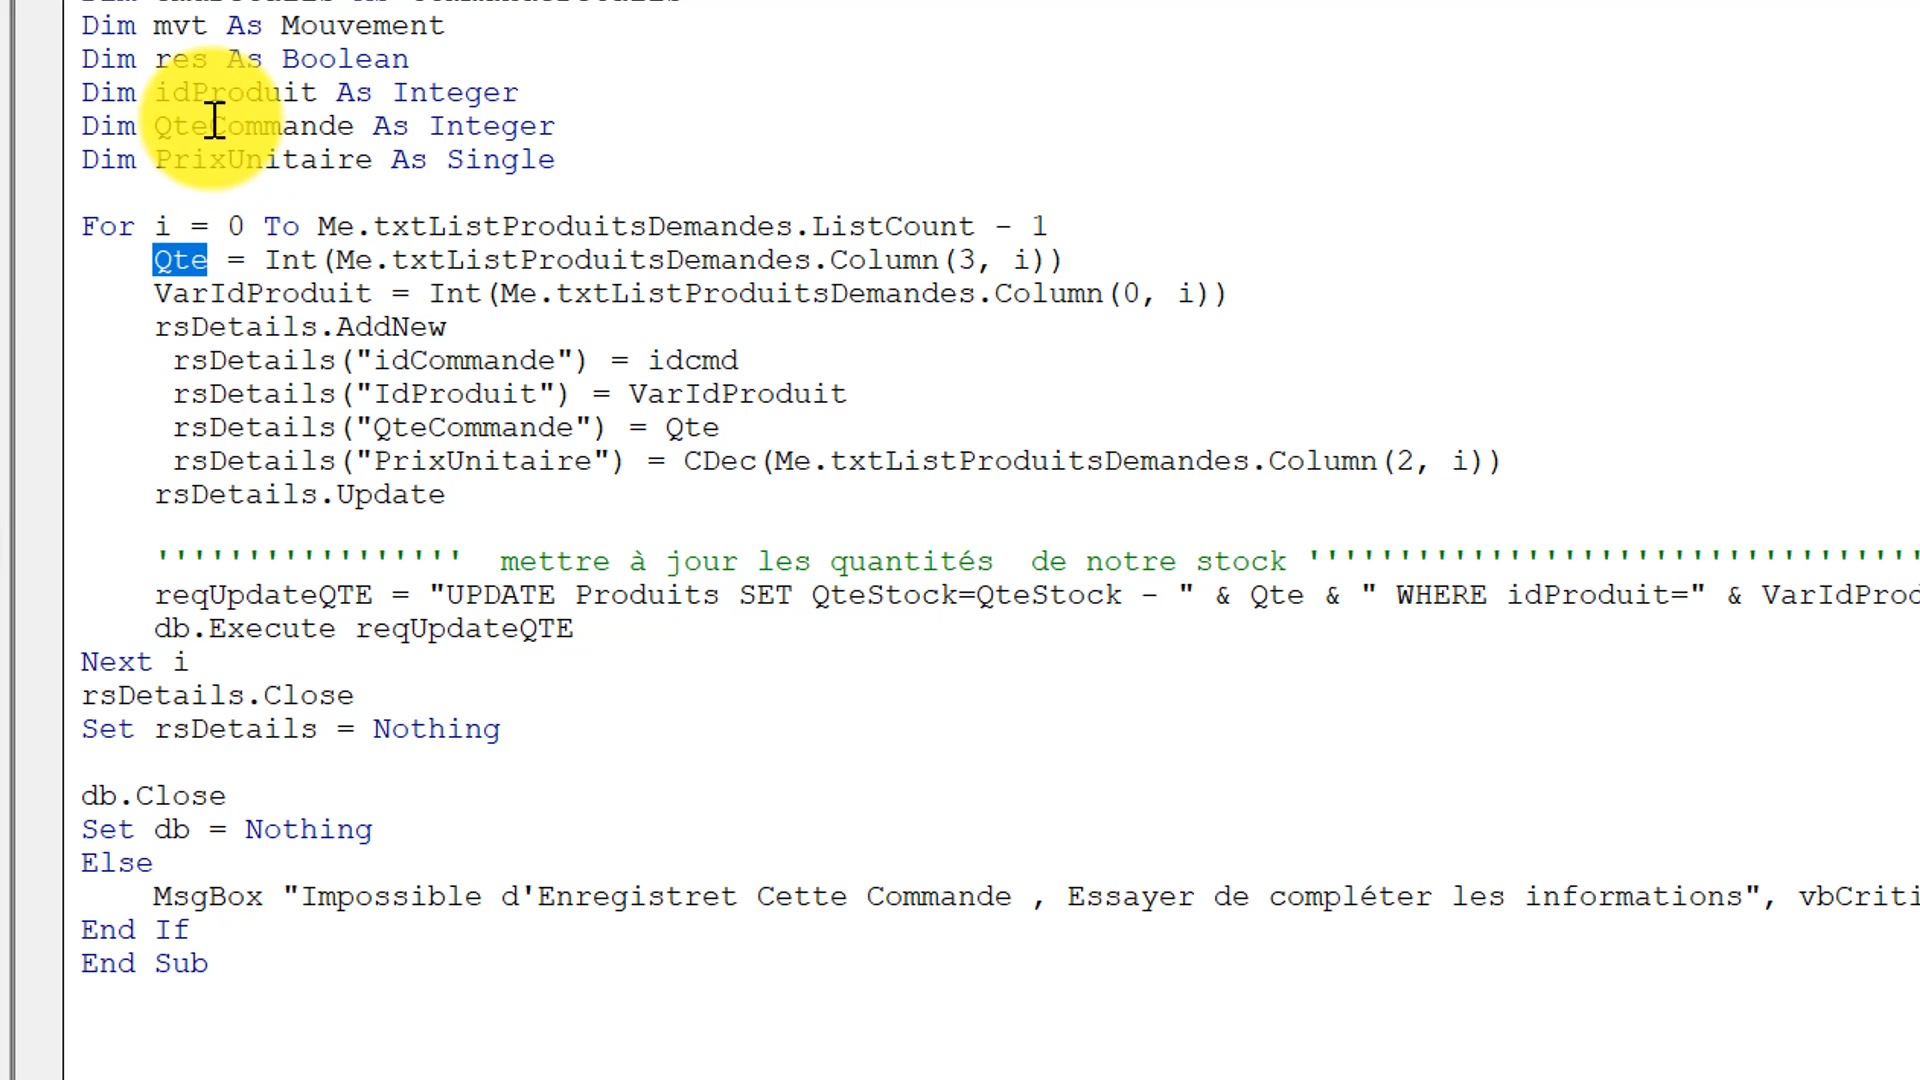 Dim mvt As Mouvement
Dim res As Boolean
Dim idProduit As Integer
Dim QteCommande As Integer
Dim PrixUnitaire As Single
For i = 0 To Me.txtListProduitsDemandes.ListCount - 1
Qte = Int(Me.txtListProduitsDemandes.Column(3, i))
VarIdProduit = Int(Me.txtListProduitsDemandes.Column(0, i))
rsDetails.AddNew
rsDetails("idCommande") = idcmd
rsDetails("IdProduit") = VarIdProduit
rsDetails("QteCommande") = Qte
rsDetails("PrixUnitaire") = CDec(Me.txtListProduitsDemandes.Column(2, i))
rsDetails.Update
''''''''''''''''' mettre à jour les quantités de notre stock ''''''''''''''''''''''''''''''''''
reqUpdateQTE = "UPDATE Produits SET QteStock=QteStock - " & Qte & " WHERE idProduit=" & VarIdProd
db.Execute reqUpdateQTE
Next i
rsDetails.Close
Set rsDetails = Nothing
db.Close
Set db = Nothing
Else
MsgBox "Impossible d'Enregistret Cette Commande , Essayer de compléter les informations", vbCriti
End If
End Sub